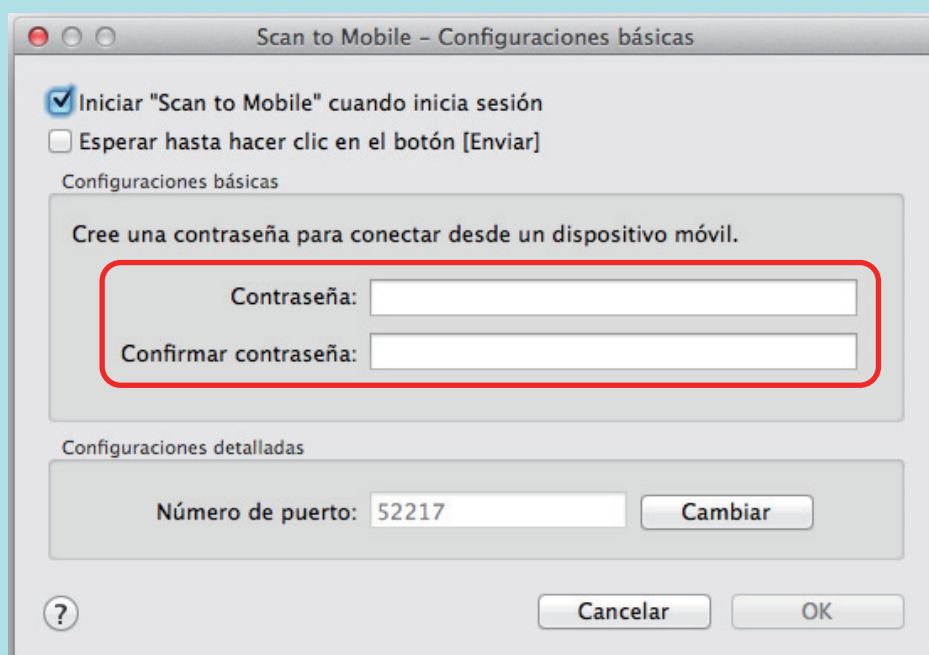 Scan to Mobile – Configuraciones básicas
Iniciar "Scan to Mobile" cuando inicia sesión
Esperar hasta hacer clic en el botón [Enviar]
Configuraciones básicas
Cree una contraseña para conectar desde un dispositivo móvil.
Contraseña:
Confirmar contraseña:
Configuraciones detalladas
Número de puerto: 52217 Cambiar
? Cancelar OK